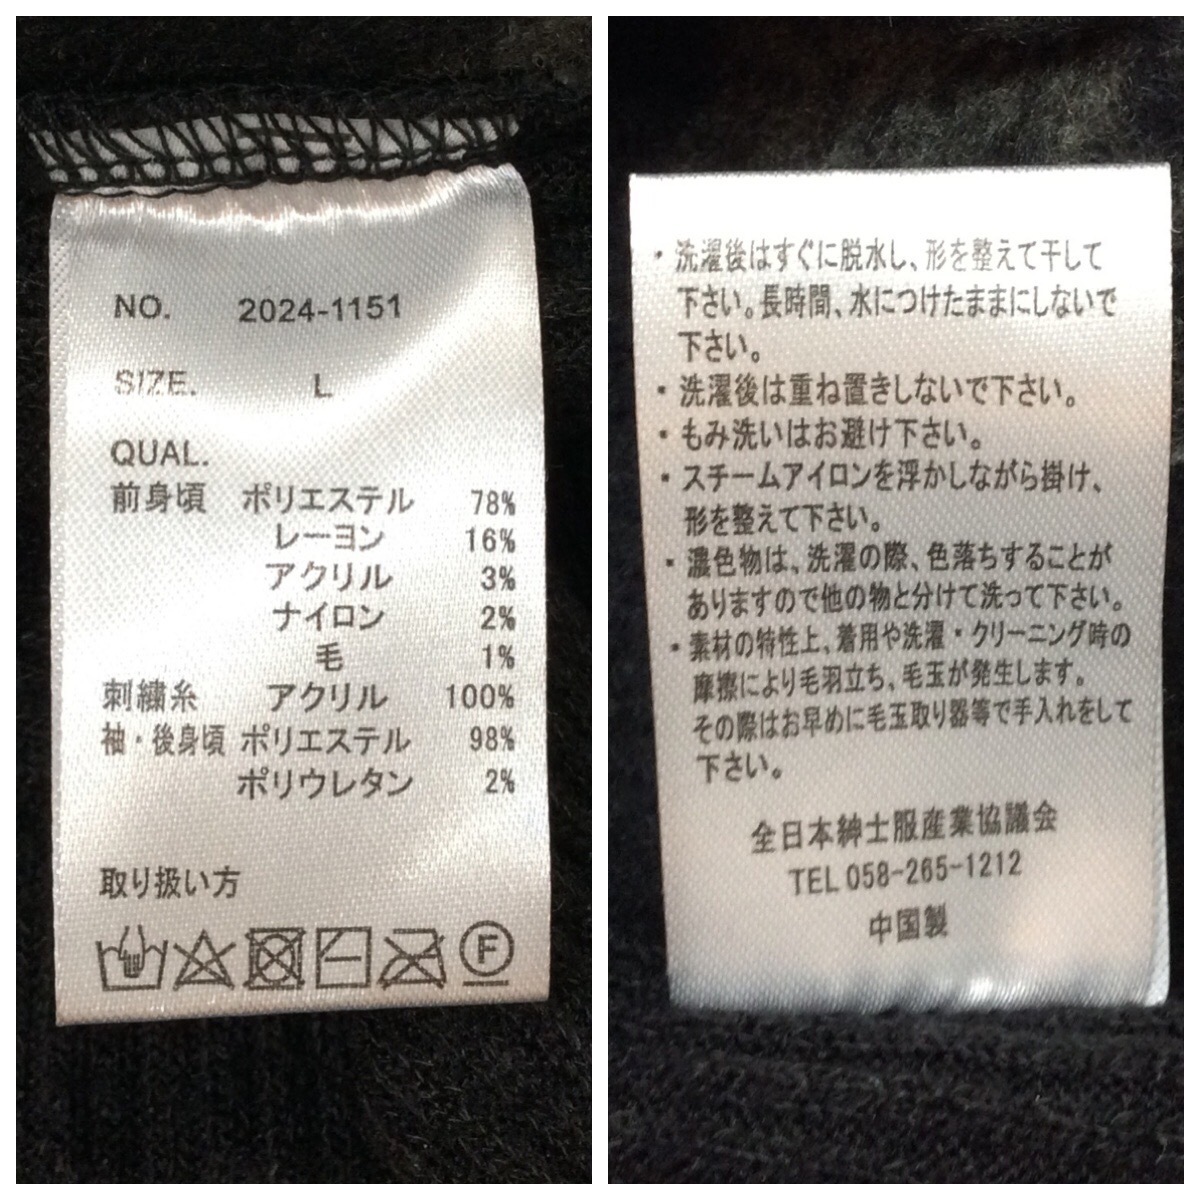 NO. 2024-1151
SIZE. L
QUAL.
前身頃 ポリエステル 78%
レーヨン 16%
アクリル 3%
ナイロン 2%
毛 1%
刺繍糸 アクリル 100%
袖・後身頃 ポリエステル 98%
ポリウレタン 2%
取り扱い方
F
・洗濯後はすぐに脱水し、形を整えて干して
下さい。長時間、水につけたままにしないで
下さい。
・洗濯後は重ね置きしないで下さい。
・もみ洗いはお避け下さい。
・スチームアイロンを浮かしながら掛け、
形を整えて下さい。
・濃色物は、洗濯の際、色落ちすることが
ありますので他の物と分けて洗って下さい。
・素材の特性上、着用や洗濯・クリーニング時の
摩擦により毛羽立ち、毛玉が発生します。
その際はお早めに毛玉取り器等で手入れをして
下さい。
全日本紳士服産業協議会
TEL 058-265-1212
中国製